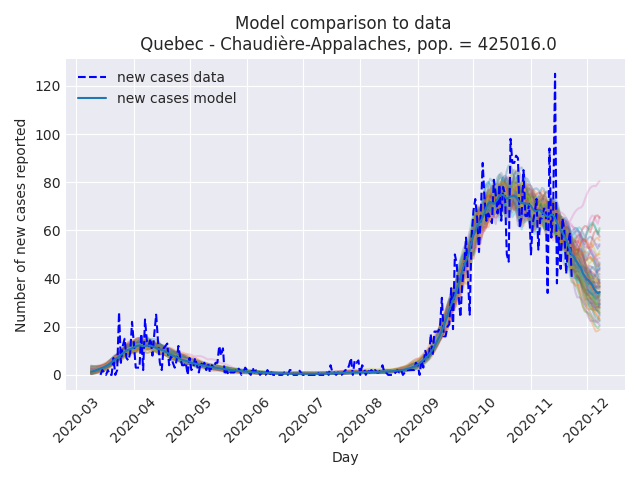 Model comparison to data
Quebec - Chaudière-Appalaches, pop. = 425016.0
new cases data
new cases model
Number of new cases reported
120
100
80
60
40
20
0
2020-03
2020-04
2020-05
2020-06
2020-07
2020-08
2020-09
2020-10
2020-11
2020-12
Day